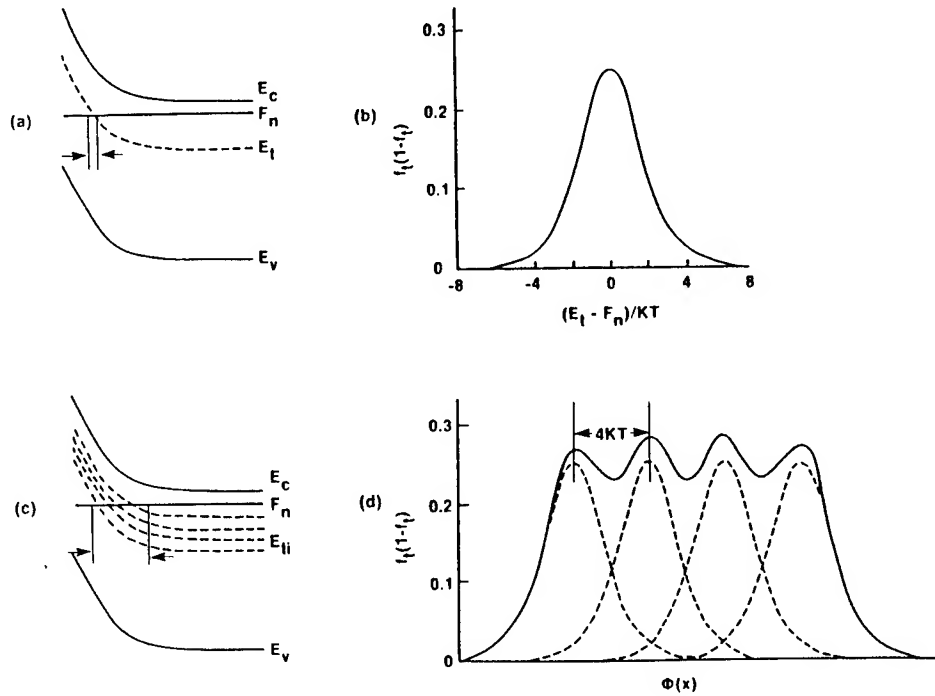 (a)
E_c
F_n
E_t
E_v
(b)
0.3
0.2
0.1
0
f_t(1-f_t)
-8 -4 0 4 8
(E_t - F_n)/KT
(c)
E_c
F_n
E_ti
E_v
(d)
0.3
0.2
0.1
0
f_t(1-f_t)
4KT
Φ(x)